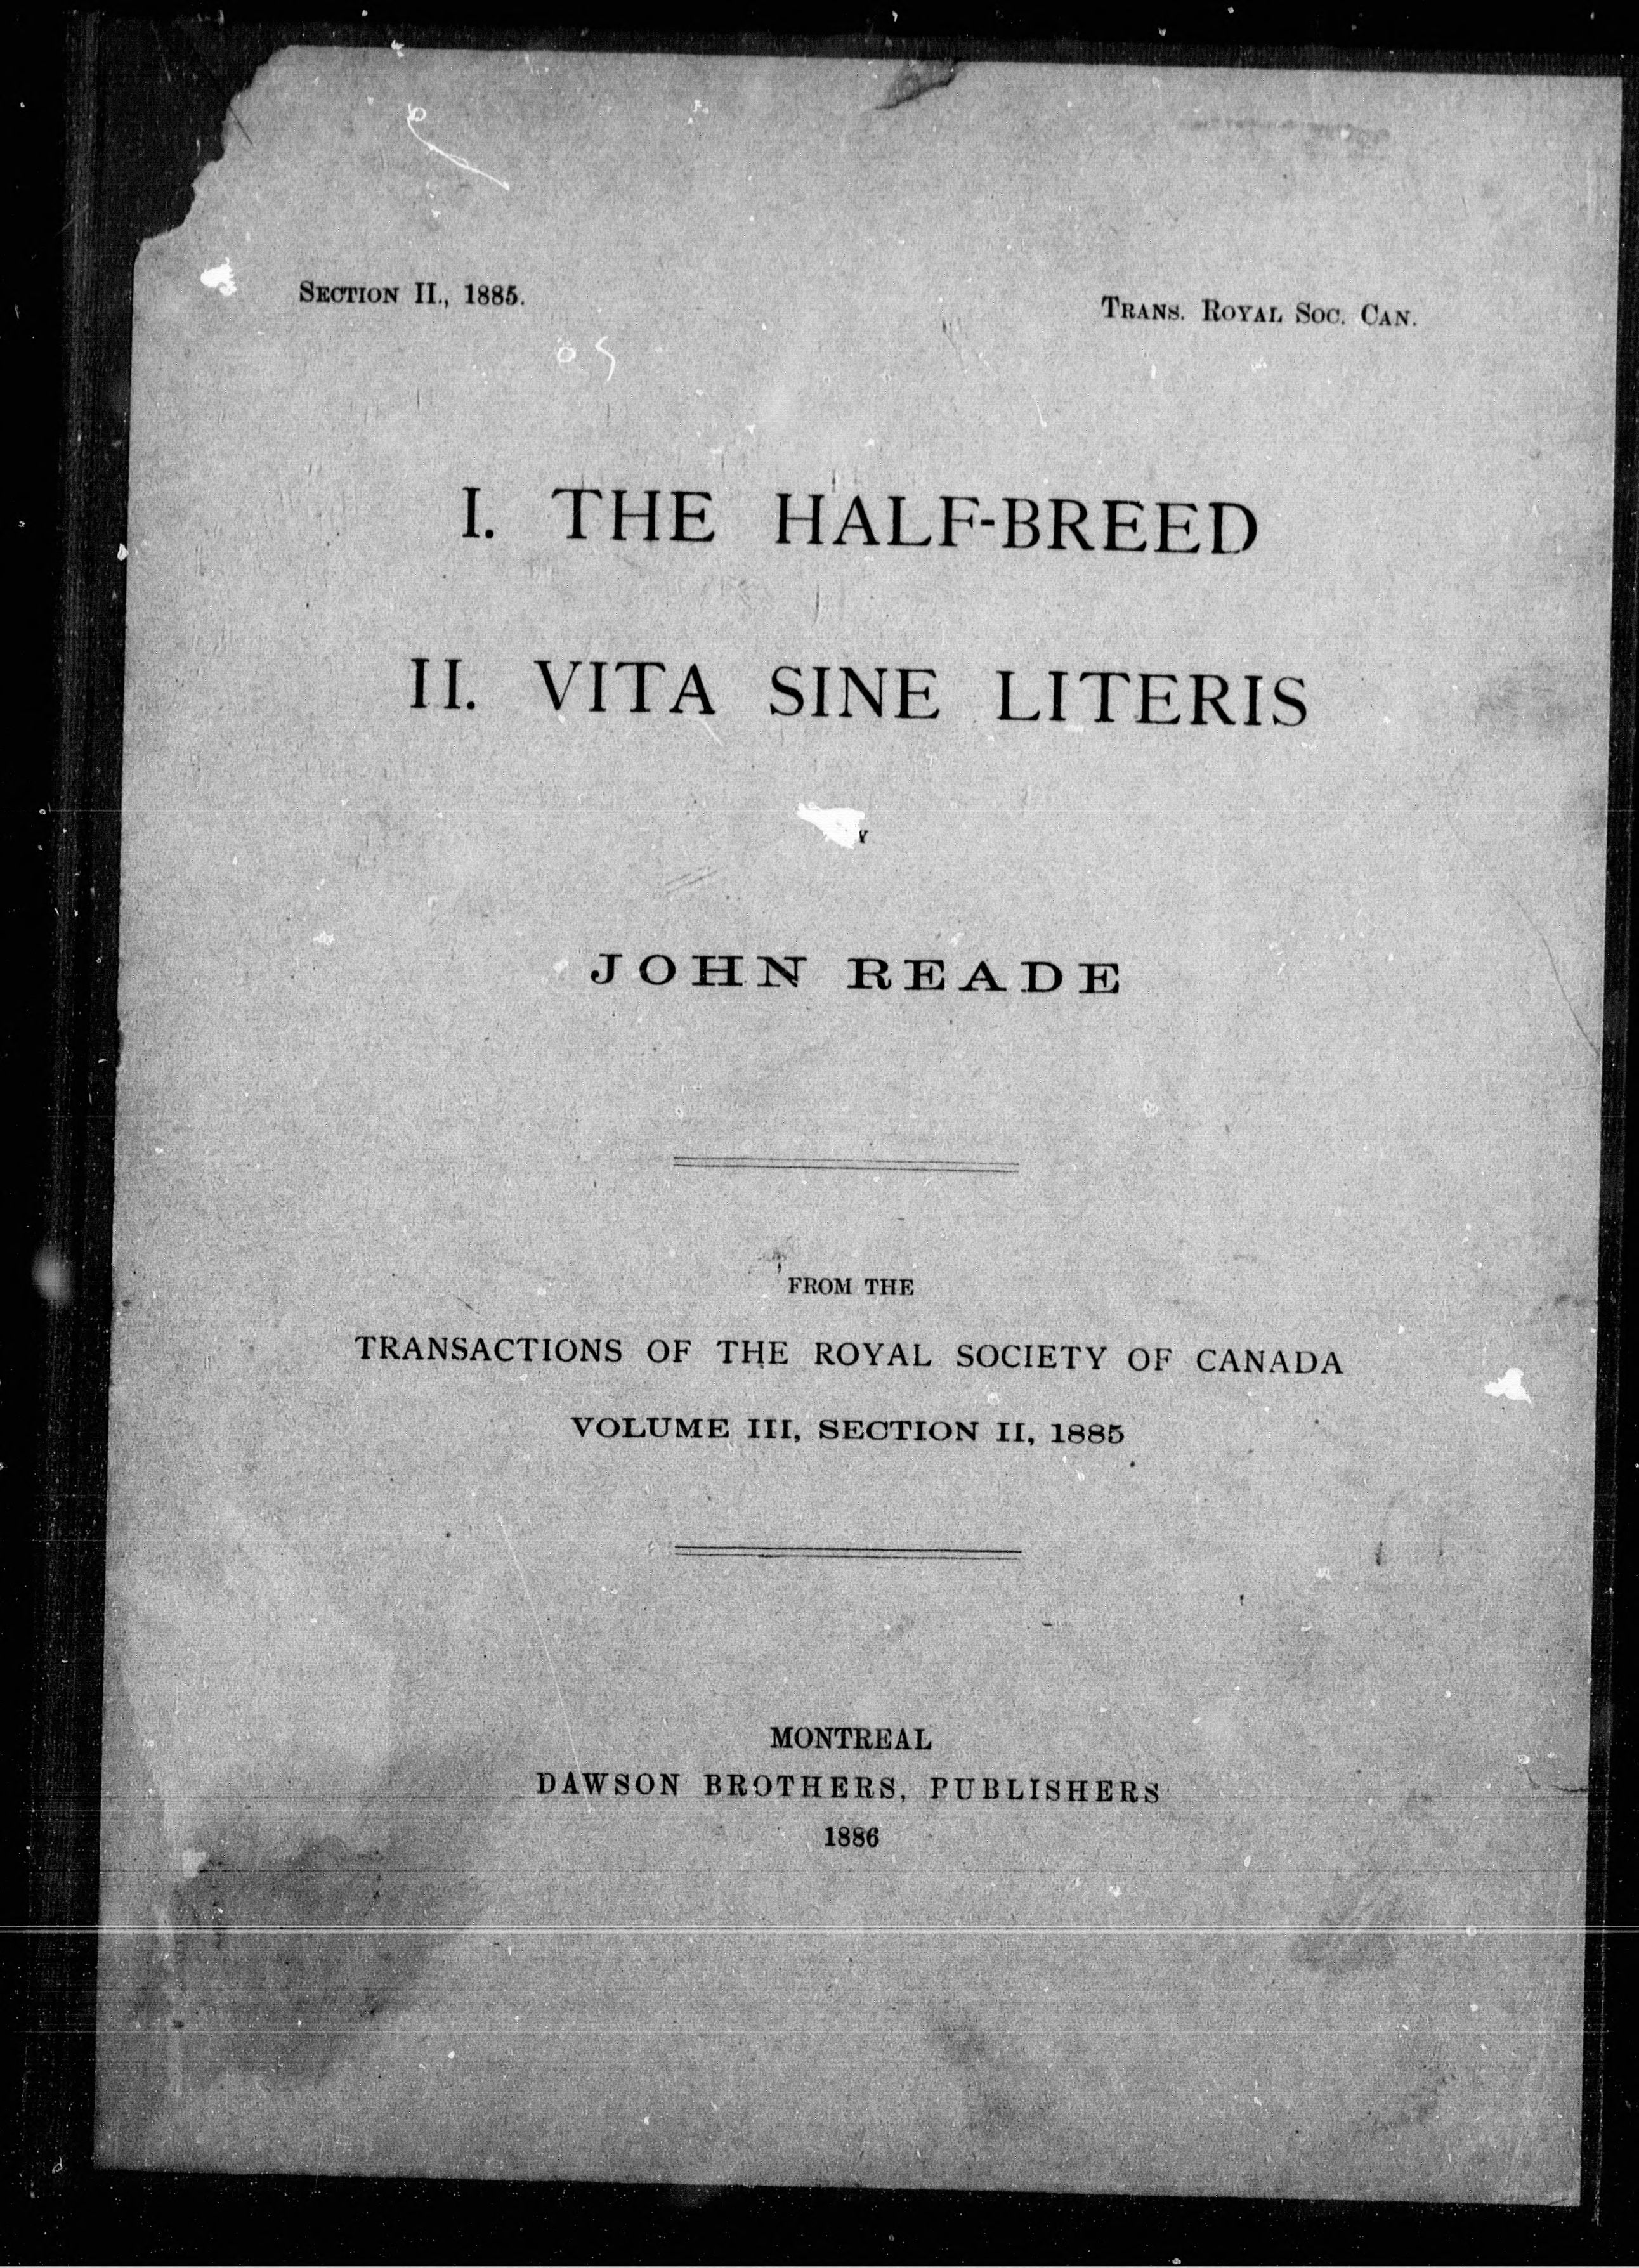 SECTION II., 1885.
TRANS. ROYAL SOC. CAN.
I. THE HALF-BREED
II. VITA SINE LITERIS
JOHN READE
FROM THE
TRANSACTIONS OF THE ROYAL SOCIETY OF CANADA
VOLUME III, SECTION II, 1885
MONTREAL
DAWSON BROTHERS, PUBLISHERS
1886